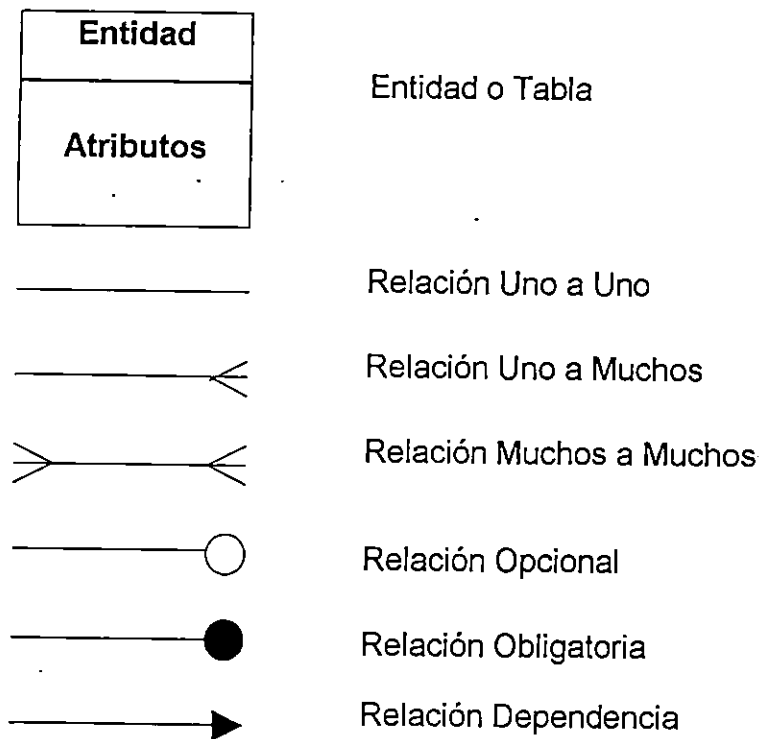 Entidad
Atributos
Entidad o Tabla
Relación Uno a Uno
Relación Uno a Muchos
Relación Muchos a Muchos
Relación Opcional
Relación Obligatoria
Relación Dependencia